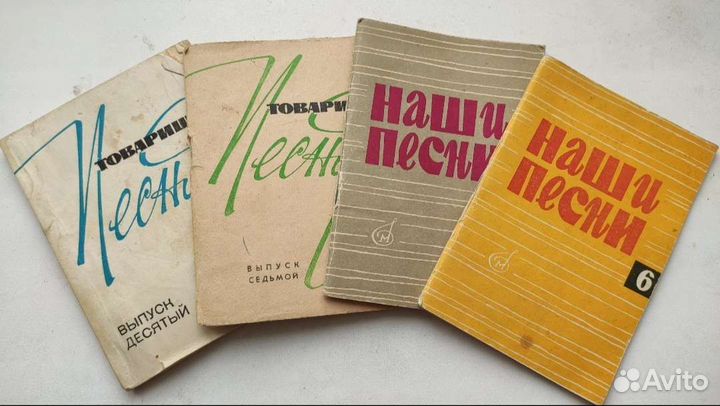 ТОВАРИЩ
Песня
ВЫПУСК
ДЕСЯТЫЙ
ТОВАРИ
Песня
ВЫПУСК
СЕДЬМОЙ
наши
песни
М
наши
песни
М
6
Avito